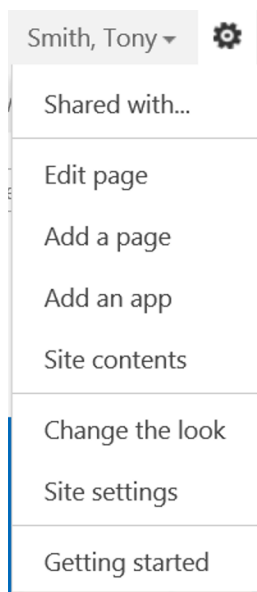 Smith, Tony
Shared with...
Edit page
Add a page
Add an app
Site contents
Change the look
Site settings
Getting started